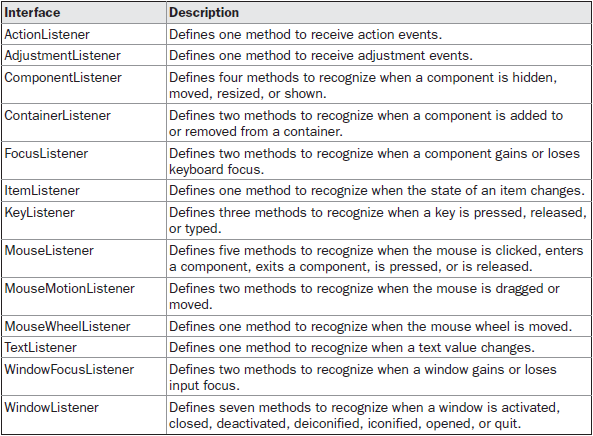 Interface Description
ActionListener Defines one method to receive action events.
AdjustmentListener Defines one method to receive adjustment events.
ComponentListener Defines four methods to recognize when a component is hidden,
moved, resized, or shown.
ContainerListener Defines two methods to recognize when a component is added to
or removed from a container.
FocusListener Defines two methods to recognize when a component gains or loses
keyboard focus.
ItemListener Defines one method to recognize when the state of an item changes.
KeyListener Defines three methods to recognize when a key is pressed, released,
or typed.
MouseListener Defines five methods to recognize when the mouse is clicked, enters
a component, exits a component, is pressed, or is released.
MouseMotionListener Defines two methods to recognize when the mouse is dragged or
moved.
MouseWheelListener Defines one method to recognize when the mouse wheel is moved.
TextListener Defines one method to recognize when a text value changes.
WindowFocusListener Defines two methods to recognize when a window gains or loses
input focus.
WindowListener Defines seven methods to recognize when a window is activated,
closed, deactivated, deiconified, iconified, opened, or quit.